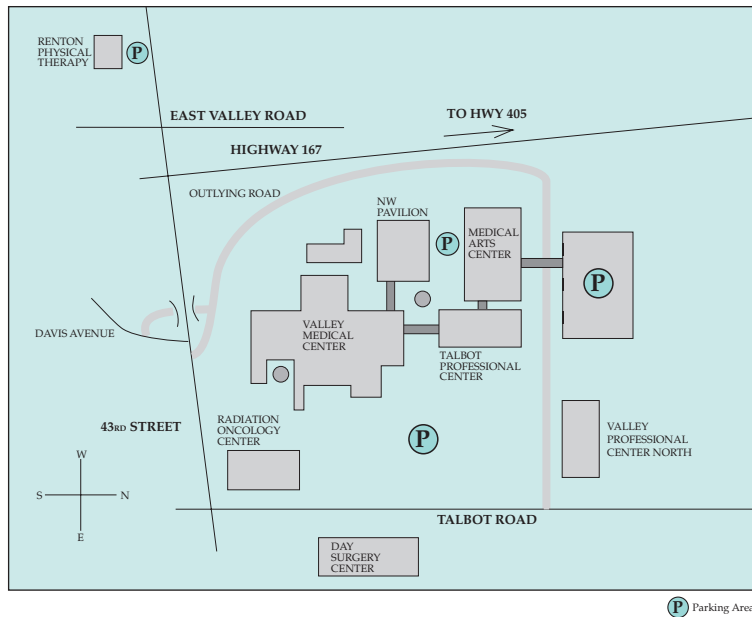 RENTON
PHYSICAL
THERAPY
P
EAST VALLEY ROAD
TO HWY 405
HIGHWAY 167
OUTLYING ROAD
NW
PAVILION
P
MEDICAL
ARTS
CENTER
P
DAVIS AVENUE
VALLEY
MEDICAL
CENTER
TALBOT
PROFESSIONAL
CENTER
43RD STREET
RADIATION
ONCOLOGY
CENTER
P
VALLEY
PROFESSIONAL
CENTER NORTH
W
S
N
E
TALBOT ROAD
DAY
SURGERY
CENTER
P Parking Area